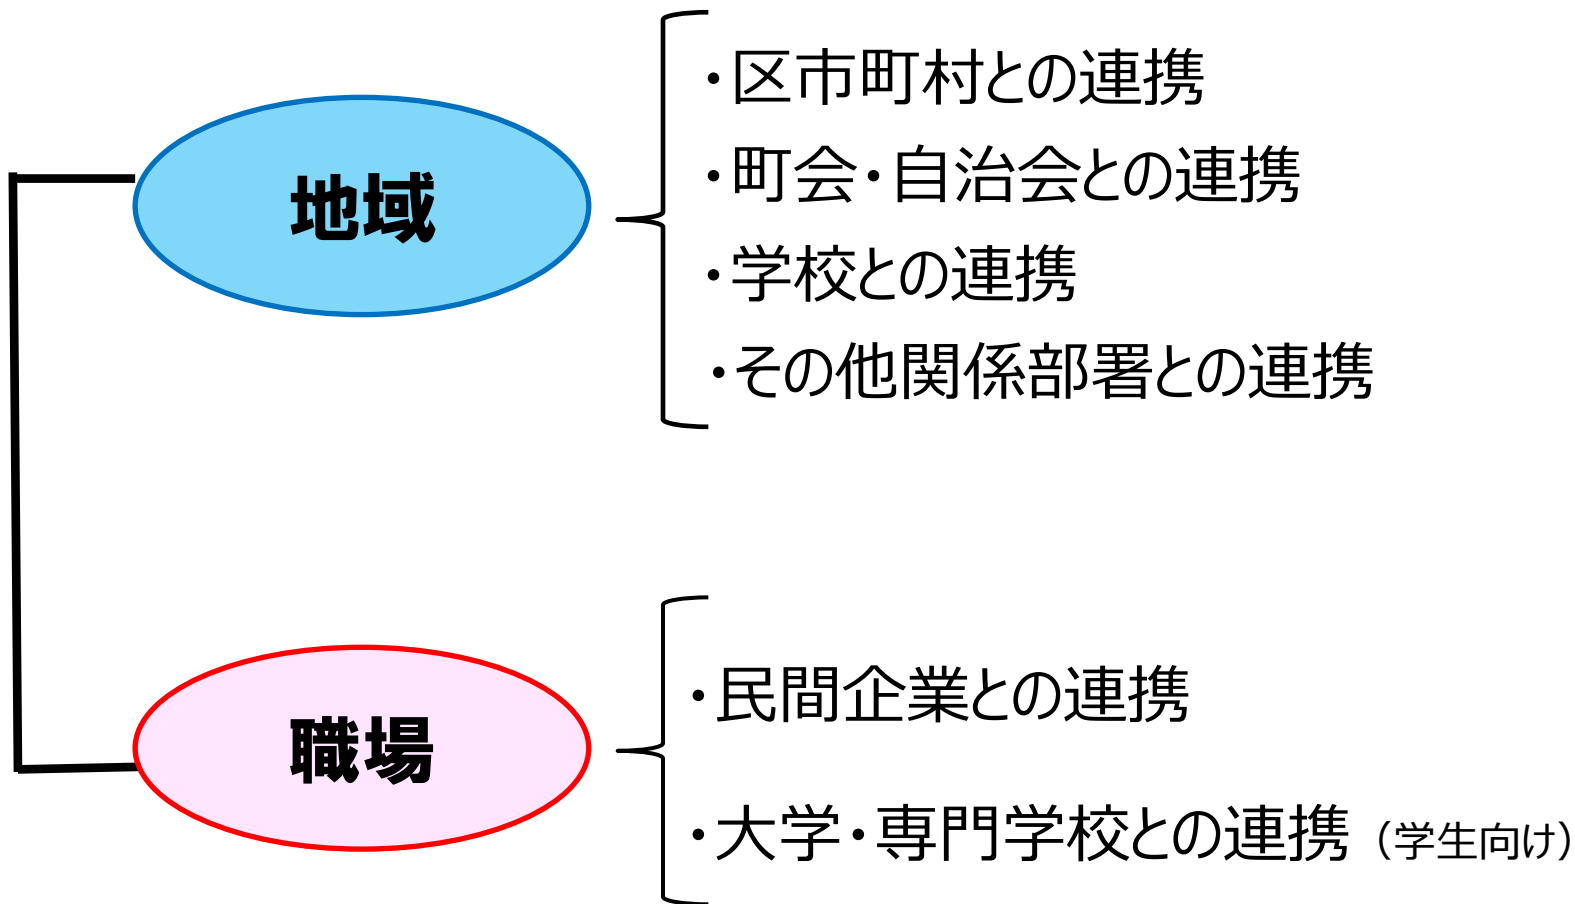 地域
・区市町村との連携
・町会・自治会との連携
・学校との連携
・その他関係部署との連携
職場
・民間企業との連携
・大学・専門学校との連携（学生向け）